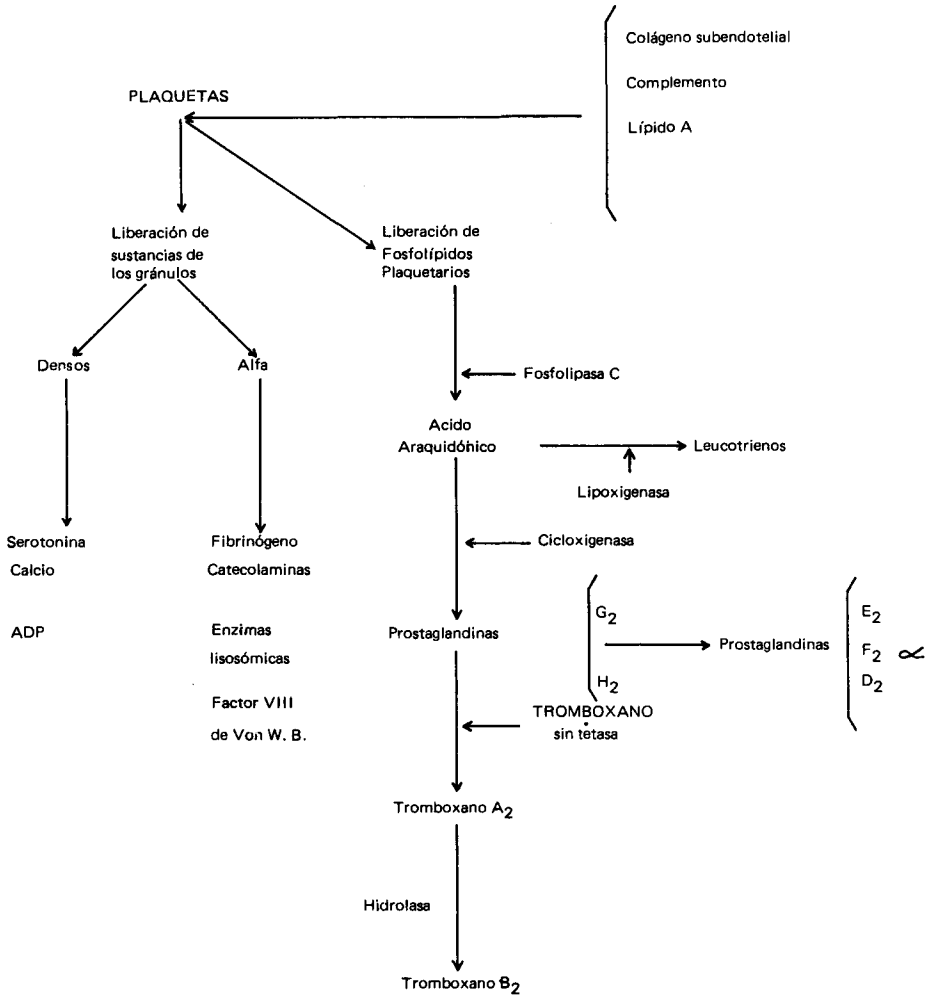 Colágeno subendotelial
Complemento
Lípido A
PLAQUETAS
Liberación de
sustancias de
los gránulos
Liberación de
Fosfolípidos
Plaquetarios
Densos
Alfa
Fosfolipasa C
Acido
Araquidónico
Leucotrienos
Lipoxigenasa
Serotonina
Calcio
ADP
Fibrinógeno
Catecolaminas
Enzimas
lisosómicas
Factor VIII
de Von W. B.
Cicloxigenasa
Prostaglandinas
G2
H2
Prostaglandinas
E2
F2 ∝
D2
TROMBOXANO
sin tetasa
Tromboxano A2
Hidrolasa
Tromboxano B2